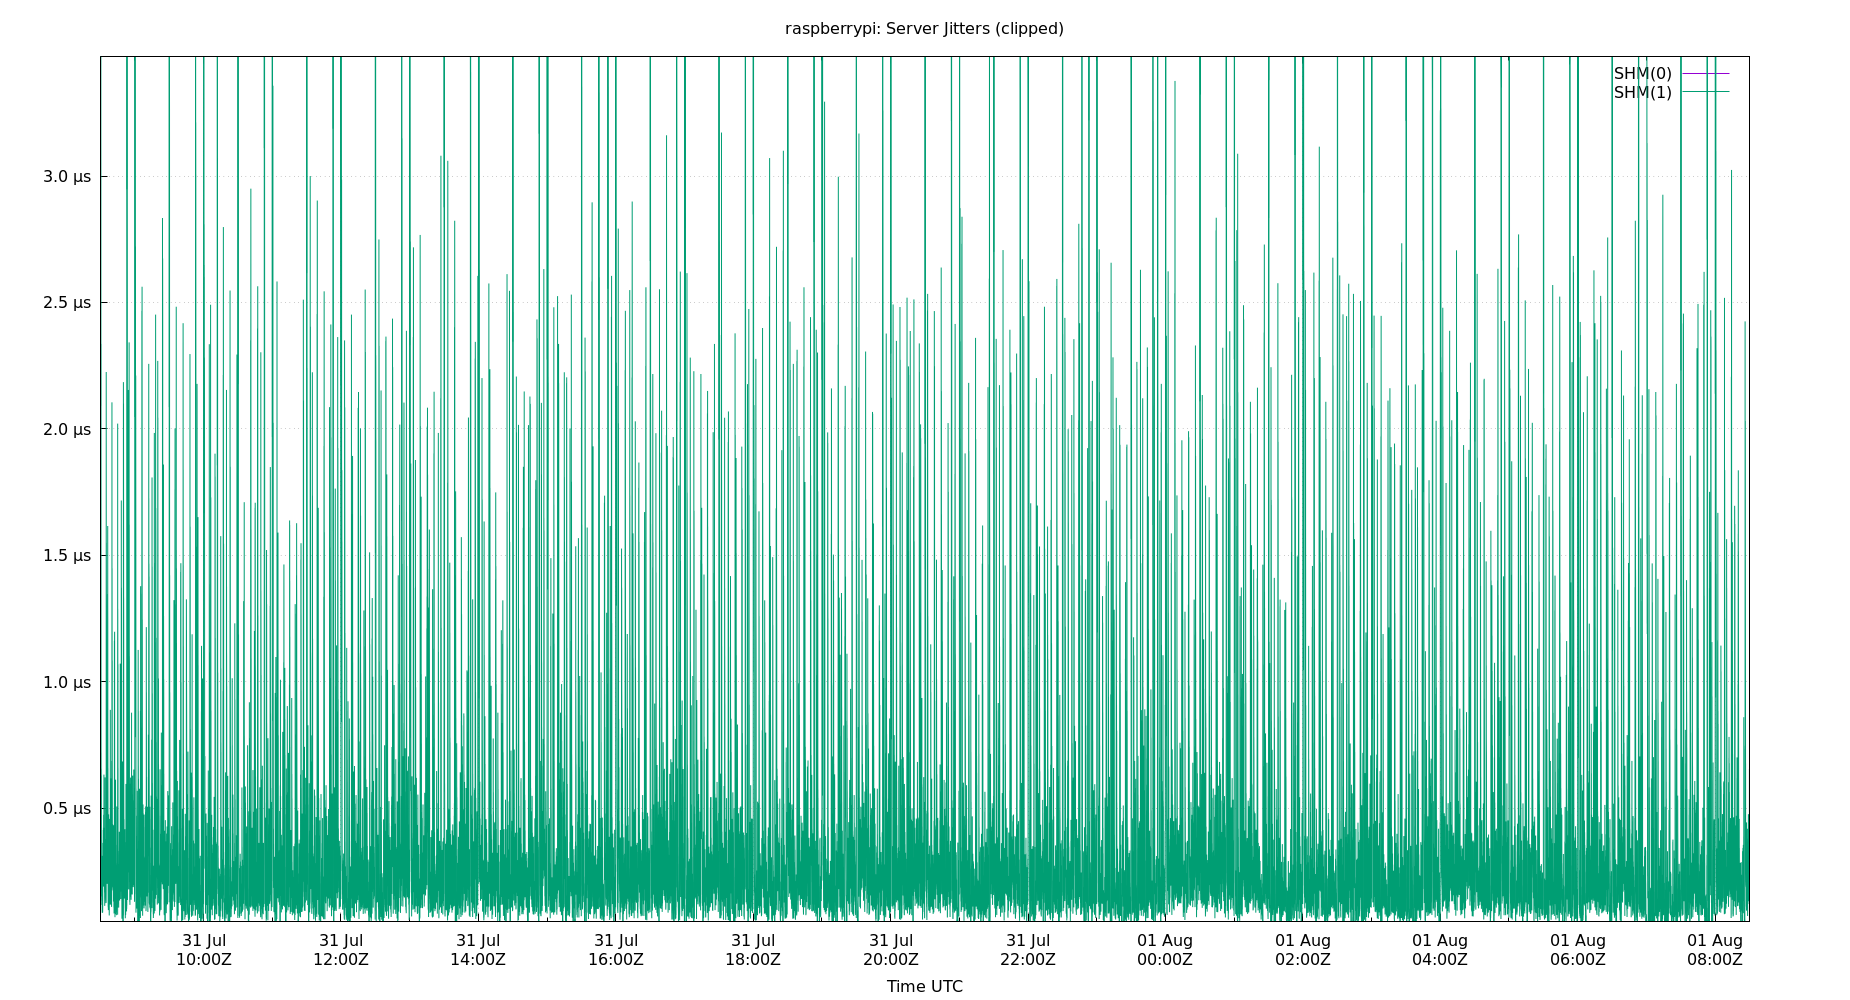 raspberrypi: Server Jitters (clipped)
SHM(0)
SHM(1)
3.0 µs
2.5 µs
2.0 µs
1.5 µs
1.0 µs
0.5 µs
31 Jul 31 Jul 31 Jul 31 Jul 31 Jul 31 Jul 31 Jul 01 Aug 01 Aug 01 Aug 01 Aug 01 Aug
10:00Z 12:00Z 14:00Z 16:00Z 18:00Z 20:00Z 22:00Z 00:00Z 02:00Z 04:00Z 06:00Z 08:00Z
Time UTC